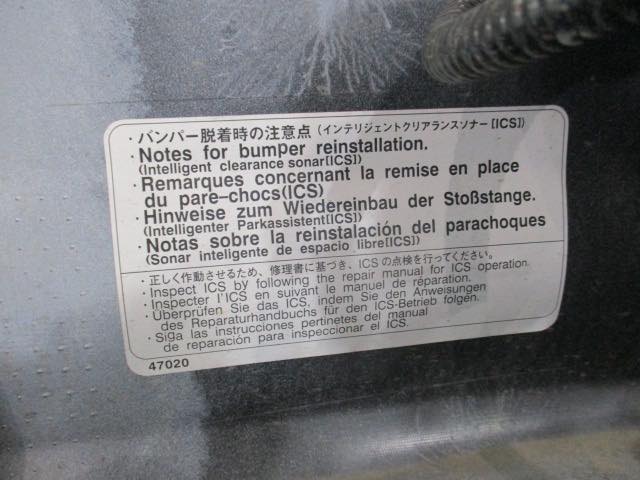 ・バンパー脱着時の注意点（インテリジェントクリアランスソナー[ICS]）
・Notes for bumper reinstallation.
(Intelligent clearance sonar[ICS])
・Remarques concernant la remise en place
du pare-chocs(ICS)
・Hinweise zum Wiedereinbau der Stoßstange.
(Intelligenter Parkassistent[ICS])
・Notas sobre la reinstalación del parachoques
(Sonar inteligente de espacio libre[ICS])
・正しく作動させるため、修理書に基づき、ICSの点検を行ってください。
・Inspect ICS by following the repair manual for ICS operation.
・Inspecter l'ICS en suivant le manuel de réparation.
・Überprüfen Sie das ICS, indem Sie den Anweisungen
des Reparaturhandbuchs für den ICS-Betrieb folgen.
・Siga las instrucciones pertinetes del manual
de reparación para inspeccionar el ICS.
47020